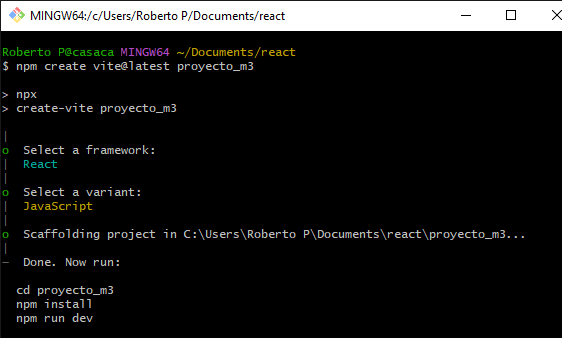 MINGW64:/c/Users/Roberto P/Documents/react
Roberto P@casaca MINGW64 ~/Documents/react
$ npm create vite@latest proyecto_m3
> npx
> create-vite proyecto_m3
|
o  Select a framework:
|  React
|
o  Select a variant:
|  JavaScript
|
o  Scaffolding project in C:\Users\Roberto P\Documents\react\proyecto_m3...
|
—  Done. Now run:
cd proyecto_m3
npm install
npm run dev